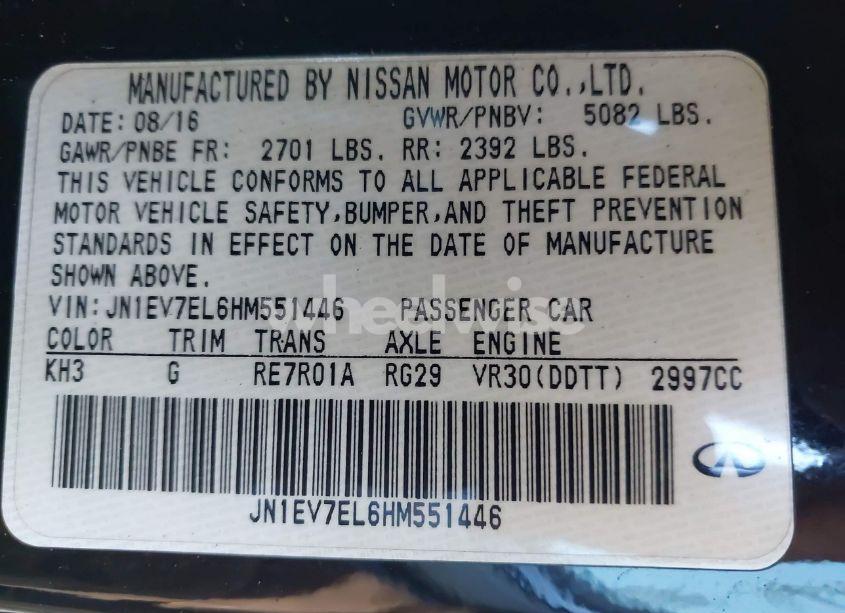 MANUFACTURED BY NISSAN MOTOR CO.,LTD.
DATE: 08/16 GVWR/PNBV: 5082 LBS.
GAWR/PNBE FR: 2701 LBS. RR: 2392 LBS.
THIS VEHICLE CONFORMS TO ALL APPLICABLE FEDERAL
MOTOR VEHICLE SAFETY,BUMPER,AND THEFT PREVENTION
STANDARDS IN EFFECT ON THE DATE OF MANUFACTURE
SHOWN ABOVE.
VIN:JN1EV7EL6HM551446 PASSENGER CAR
wheelwise
COLOR TRIM TRANS AXLE ENGINE
KH3 G RE7R01A RG29 VR30(DDTT) 2997CC
JN1EV7EL6HM551446